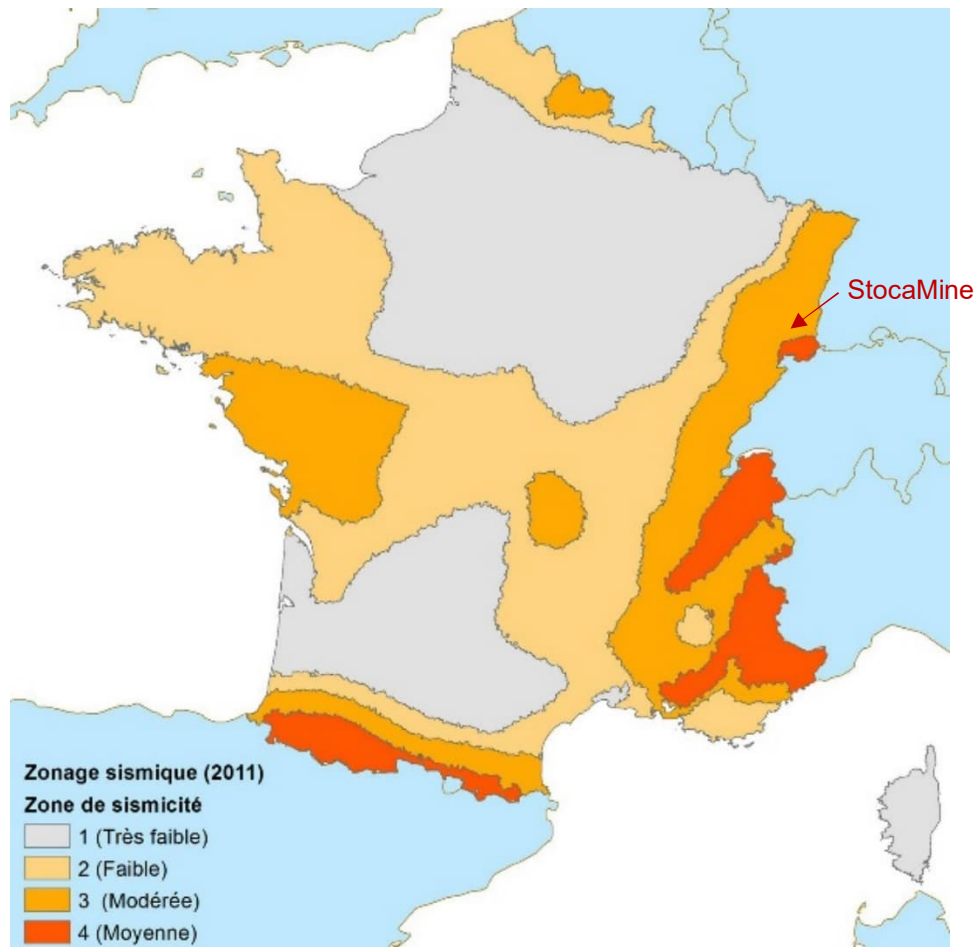 StocaMine
Zonage sismique (2011)
Zone de sismicité
1 (Très faible)
2 (Faible)
3 (Modérée)
4 (Moyenne)